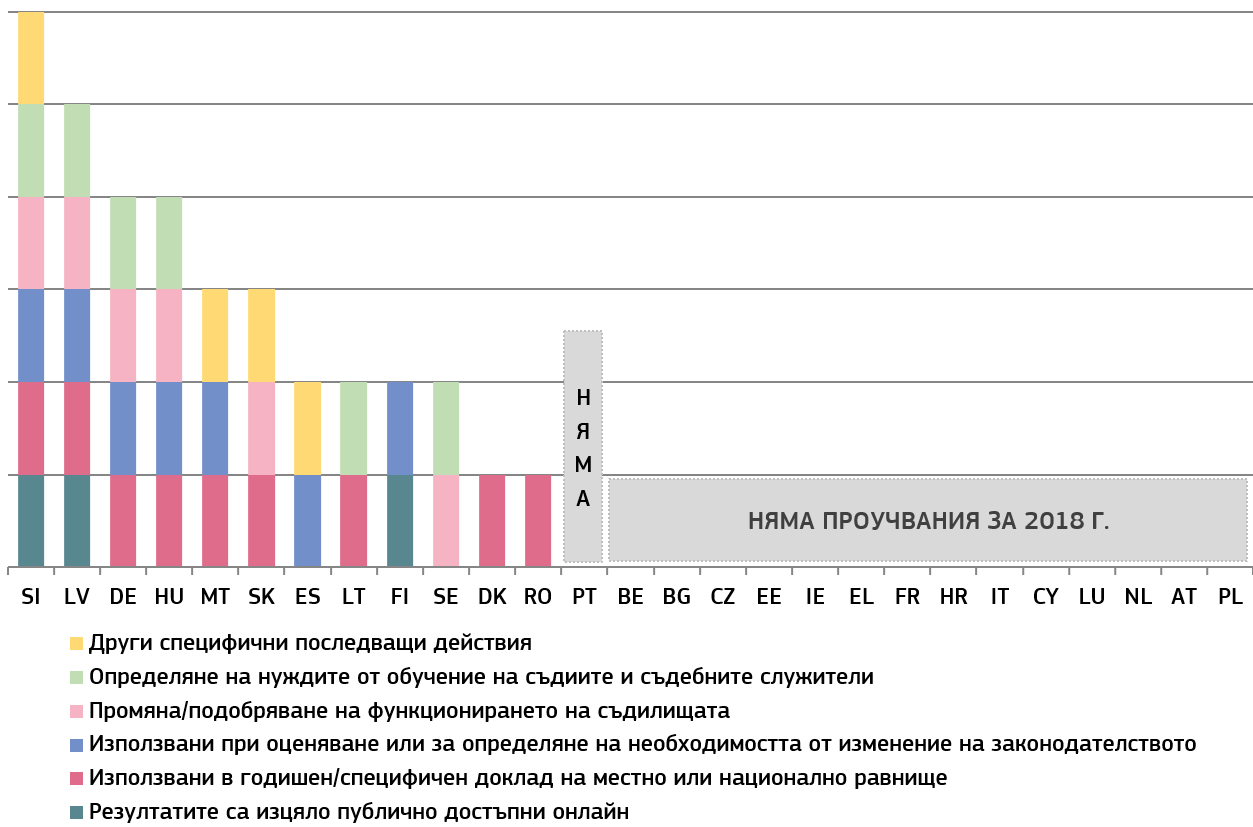 Н
Я
М
А
НЯМА ПРОУЧВАНИЯ ЗА 2018 Г.
SI LV DE HU MT SK ES LT FI SE DK RO PT BE BG CZ EE IE EL FR HR IT CY LU NL AT PL
Други специфични последващи действия
Определяне на нуждите от обучение на съдиите и съдебните служители
Промяна/подобряване на функционирането на съдилищата
Използвани при оценяване или за определяне на необходимостта от изменение на законодателството
Използвани в годишен/специфичен доклад на местно или национално равнище
Резултатите са изцяло публично достъпни онлайн